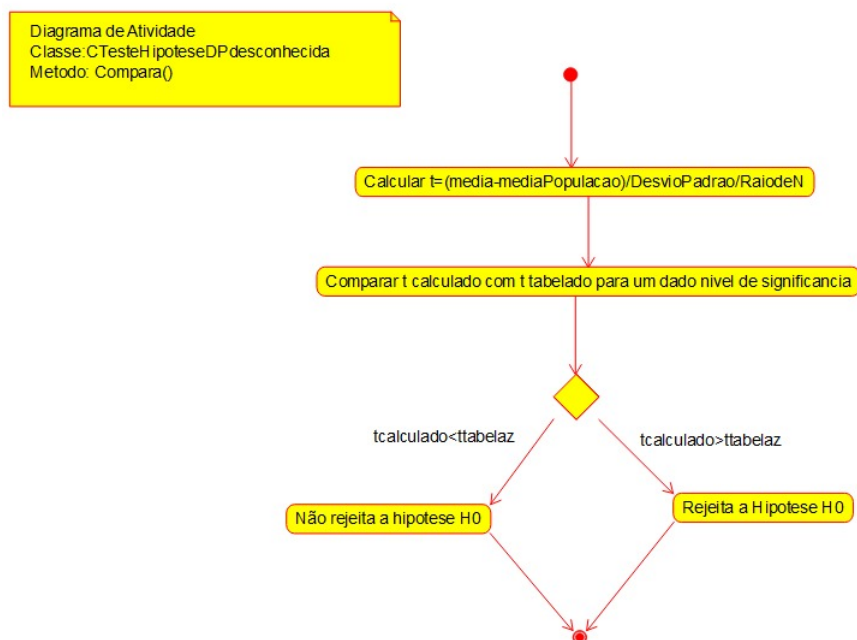 Diagrama de Atividade
Classe:CTesteHipoteseDPdesconhecida
Metodo: Compara()
Calcular t=(media-mediaPopulacao)/DesvioPadrao/RaiodeN
Comparar t calculado com t tabelado para um dado nivel de significancia
tcalculado<ttabelaz
tcalculado>ttabelaz
Não rejeita a hipotese H0
Rejeita a Hipotese H0